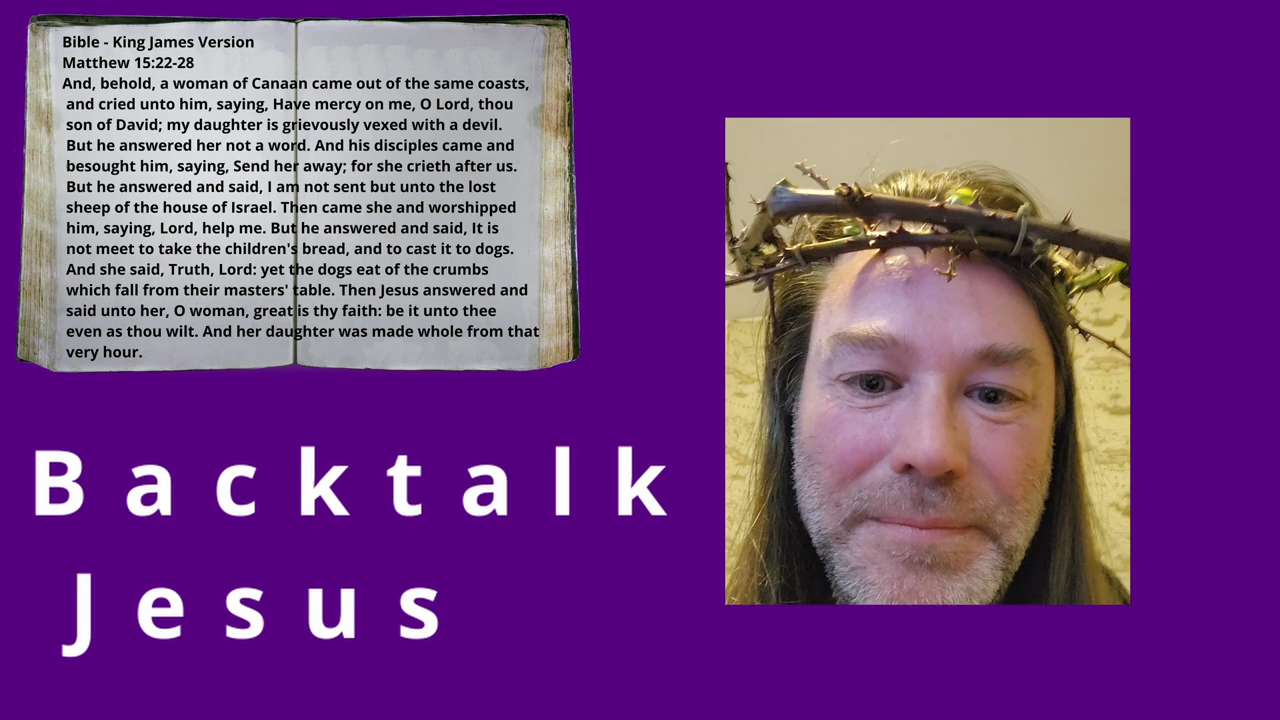 Bible - King James Version
Matthew 15:22-28
And, behold, a woman of Canaan came out of the same coasts,
and cried unto him, saying, Have mercy on me, O Lord, thou
son of David; my daughter is grievously vexed with a devil.
But he answered her not a word. And his disciples came and
besought him, saying, Send her away; for she crieth after us.
But he answered and said, I am not sent but unto the lost
sheep of the house of Israel. Then came she and worshipped
him, saying, Lord, help me. But he answered and said, It is
not meet to take the children's bread, and to cast it to dogs.
And she said, Truth, Lord: yet the dogs eat of the crumbs
which fall from their masters' table. Then Jesus answered and
said unto her, O woman, great is thy faith: be it unto thee
even as thou wilt. And her daughter was made whole from that
very hour.
Backtalk
Jesus